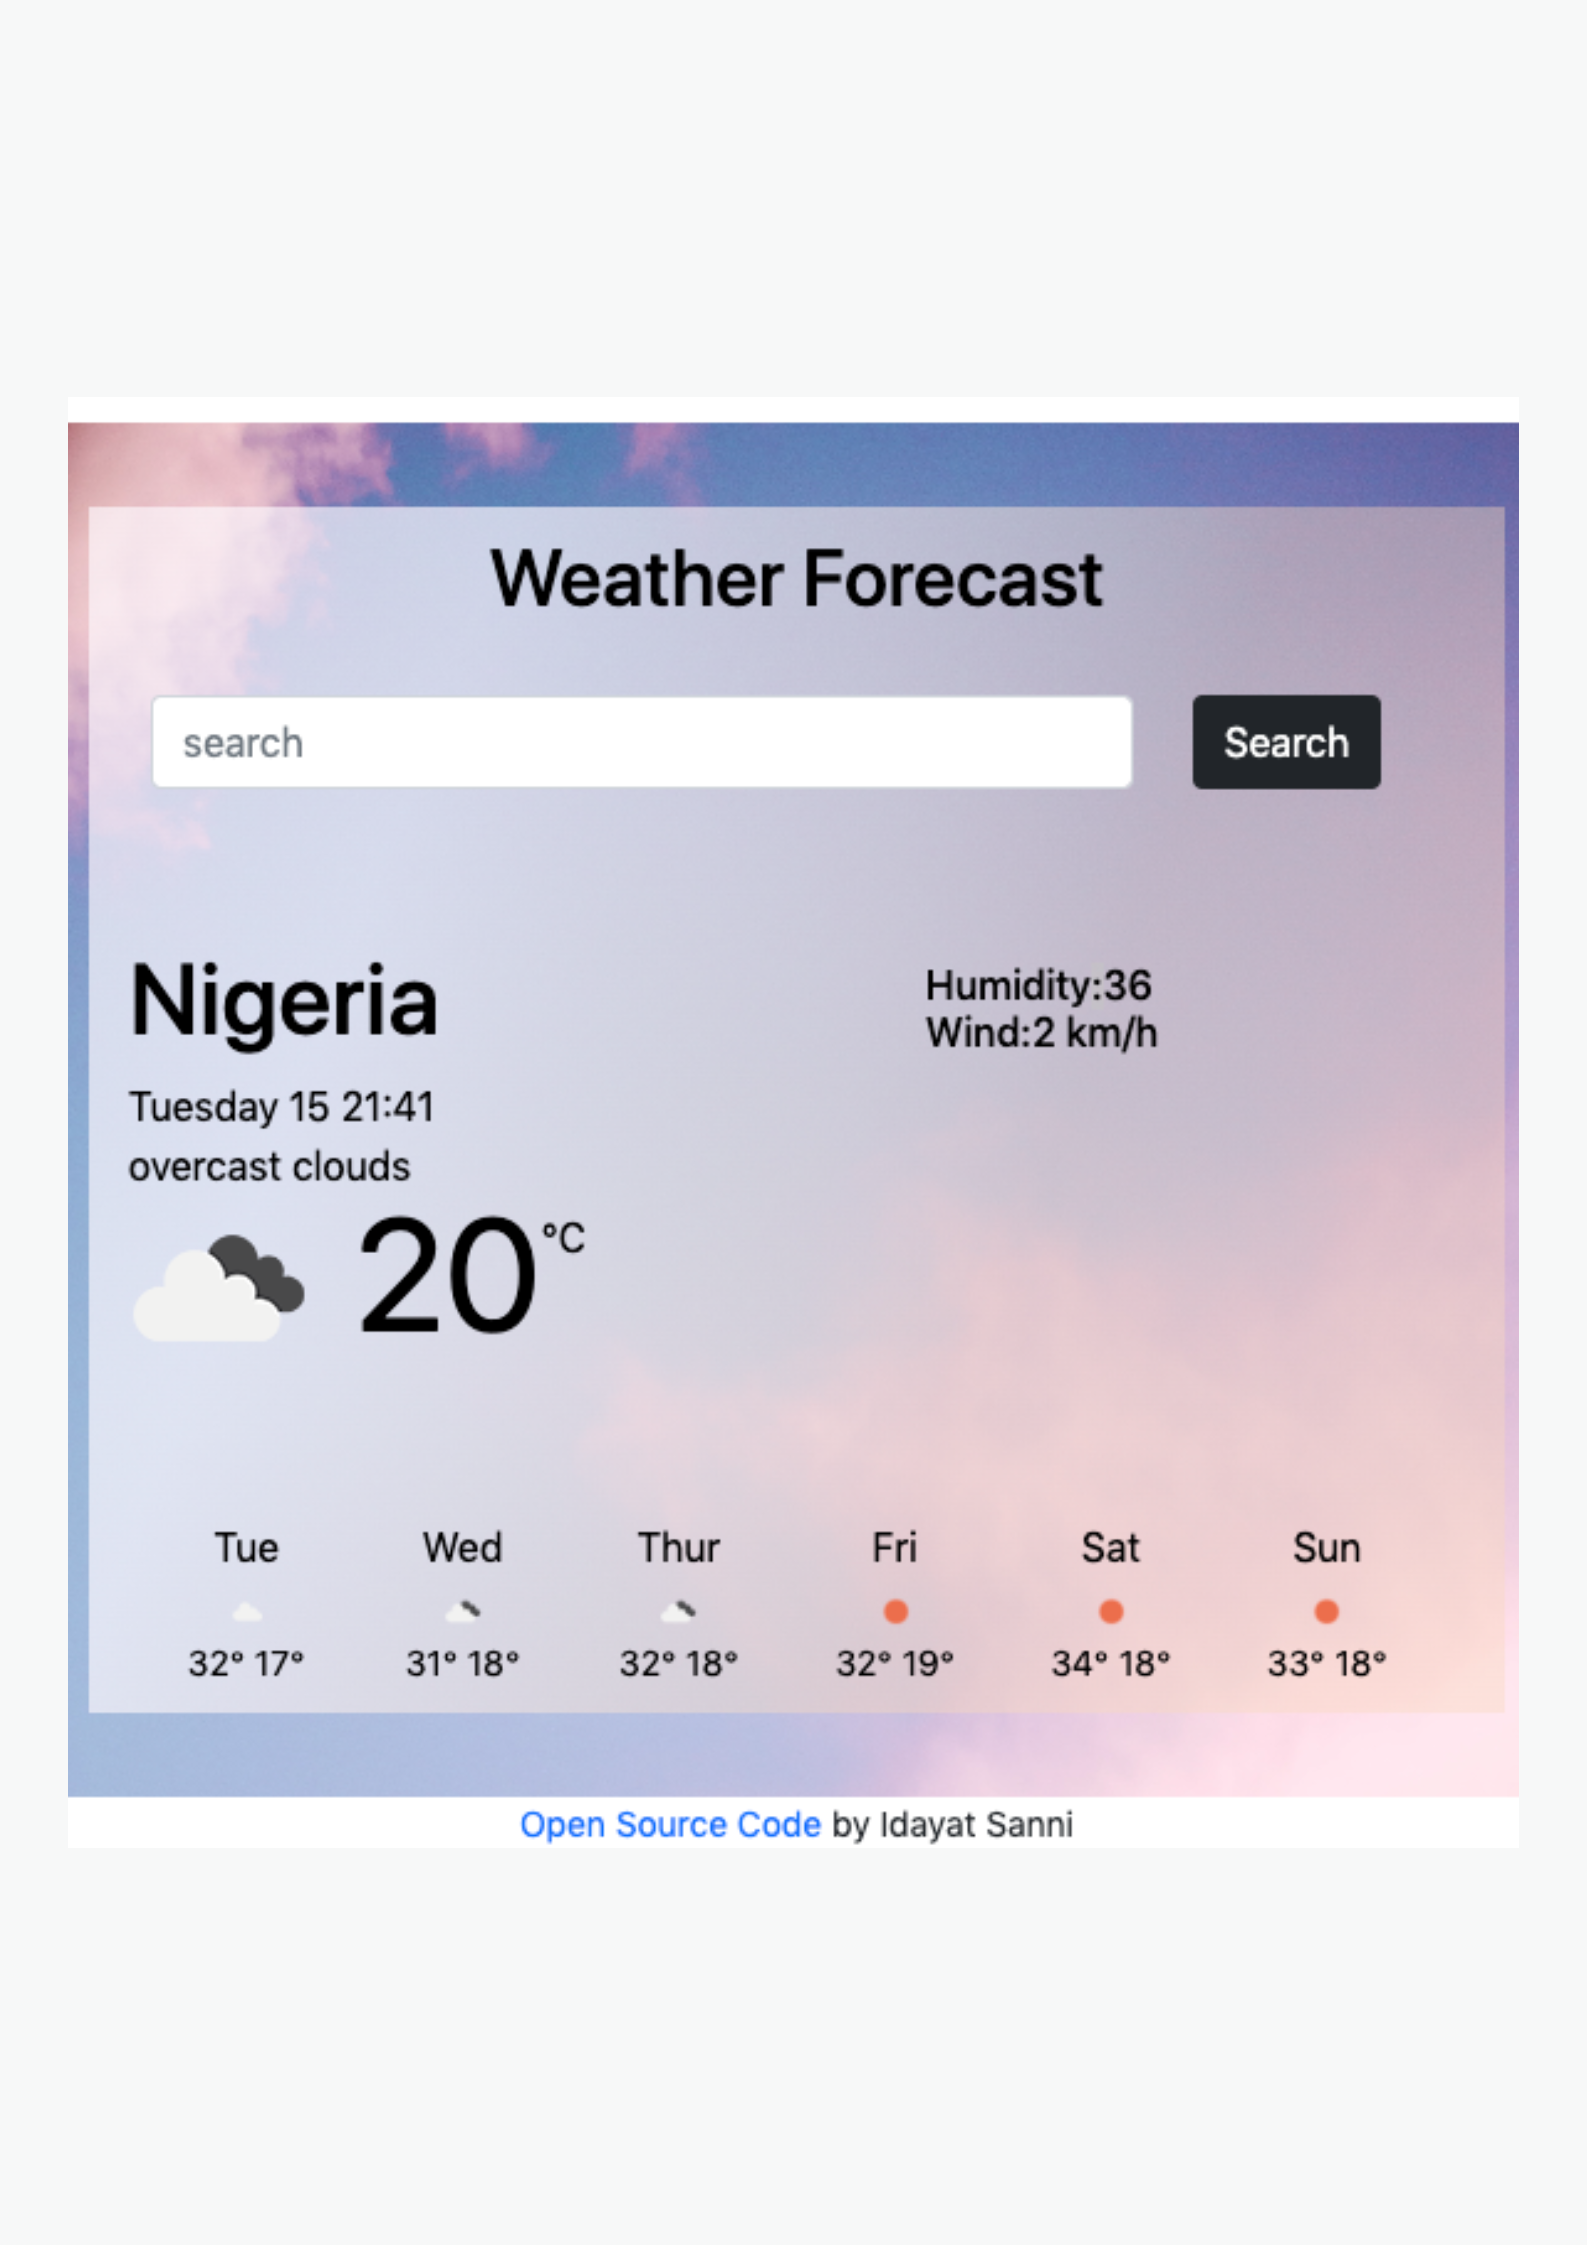 Weather Forecast
search
Search
Nigeria
Humidity:36
Wind:2 km/h
Tuesday 15 21:41
overcast clouds
20°C
Tue Wed Thur Fri Sat Sun
32° 17° 31° 18° 32° 18° 32° 19° 34° 18° 33° 18°
Open Source Code by Idayat Sanni